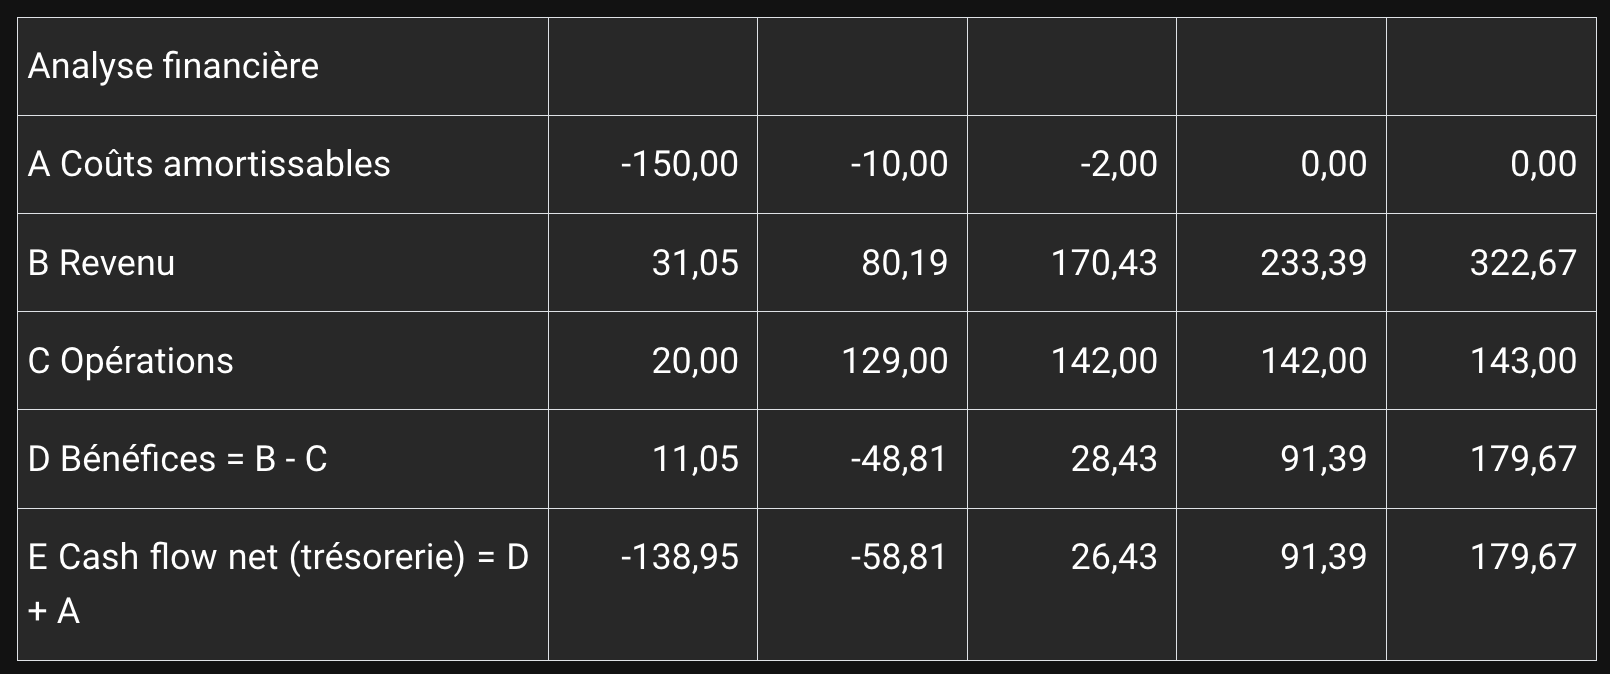 Analyse financière
A Coûts amortissables -150,00 -10,00 -2,00 0,00 0,00
B Revenu 31,05 80,19 170,43 233,39 322,67
C Opérations 20,00 129,00 142,00 142,00 143,00
D Bénéfices = B - C 11,05 -48,81 28,43 91,39 179,67
E Cash flow net (trésorerie) = D -138,95 -58,81 26,43 91,39 179,67
+ A